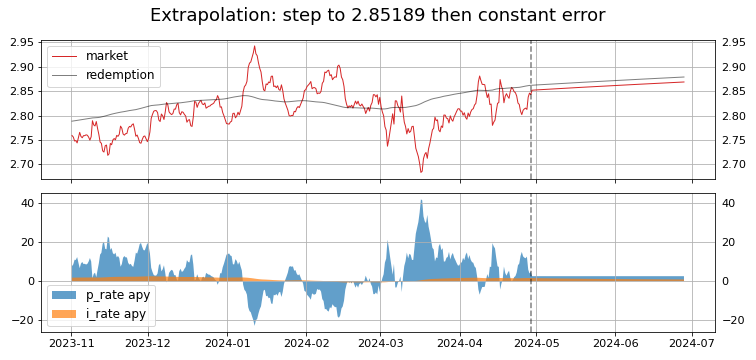 Extrapolation: step to 2.85189 then constant error
2.95 2.95
2.90 2.90
2.85 2.85
2.80 2.80
2.75 2.75
2.70 2.70
market
redemption
40 40
20 20
0 0
−20 −20
p_rate apy
i_rate apy
2023-11 2023-12 2024-01 2024-02 2024-03 2024-04 2024-05 2024-06 2024-07